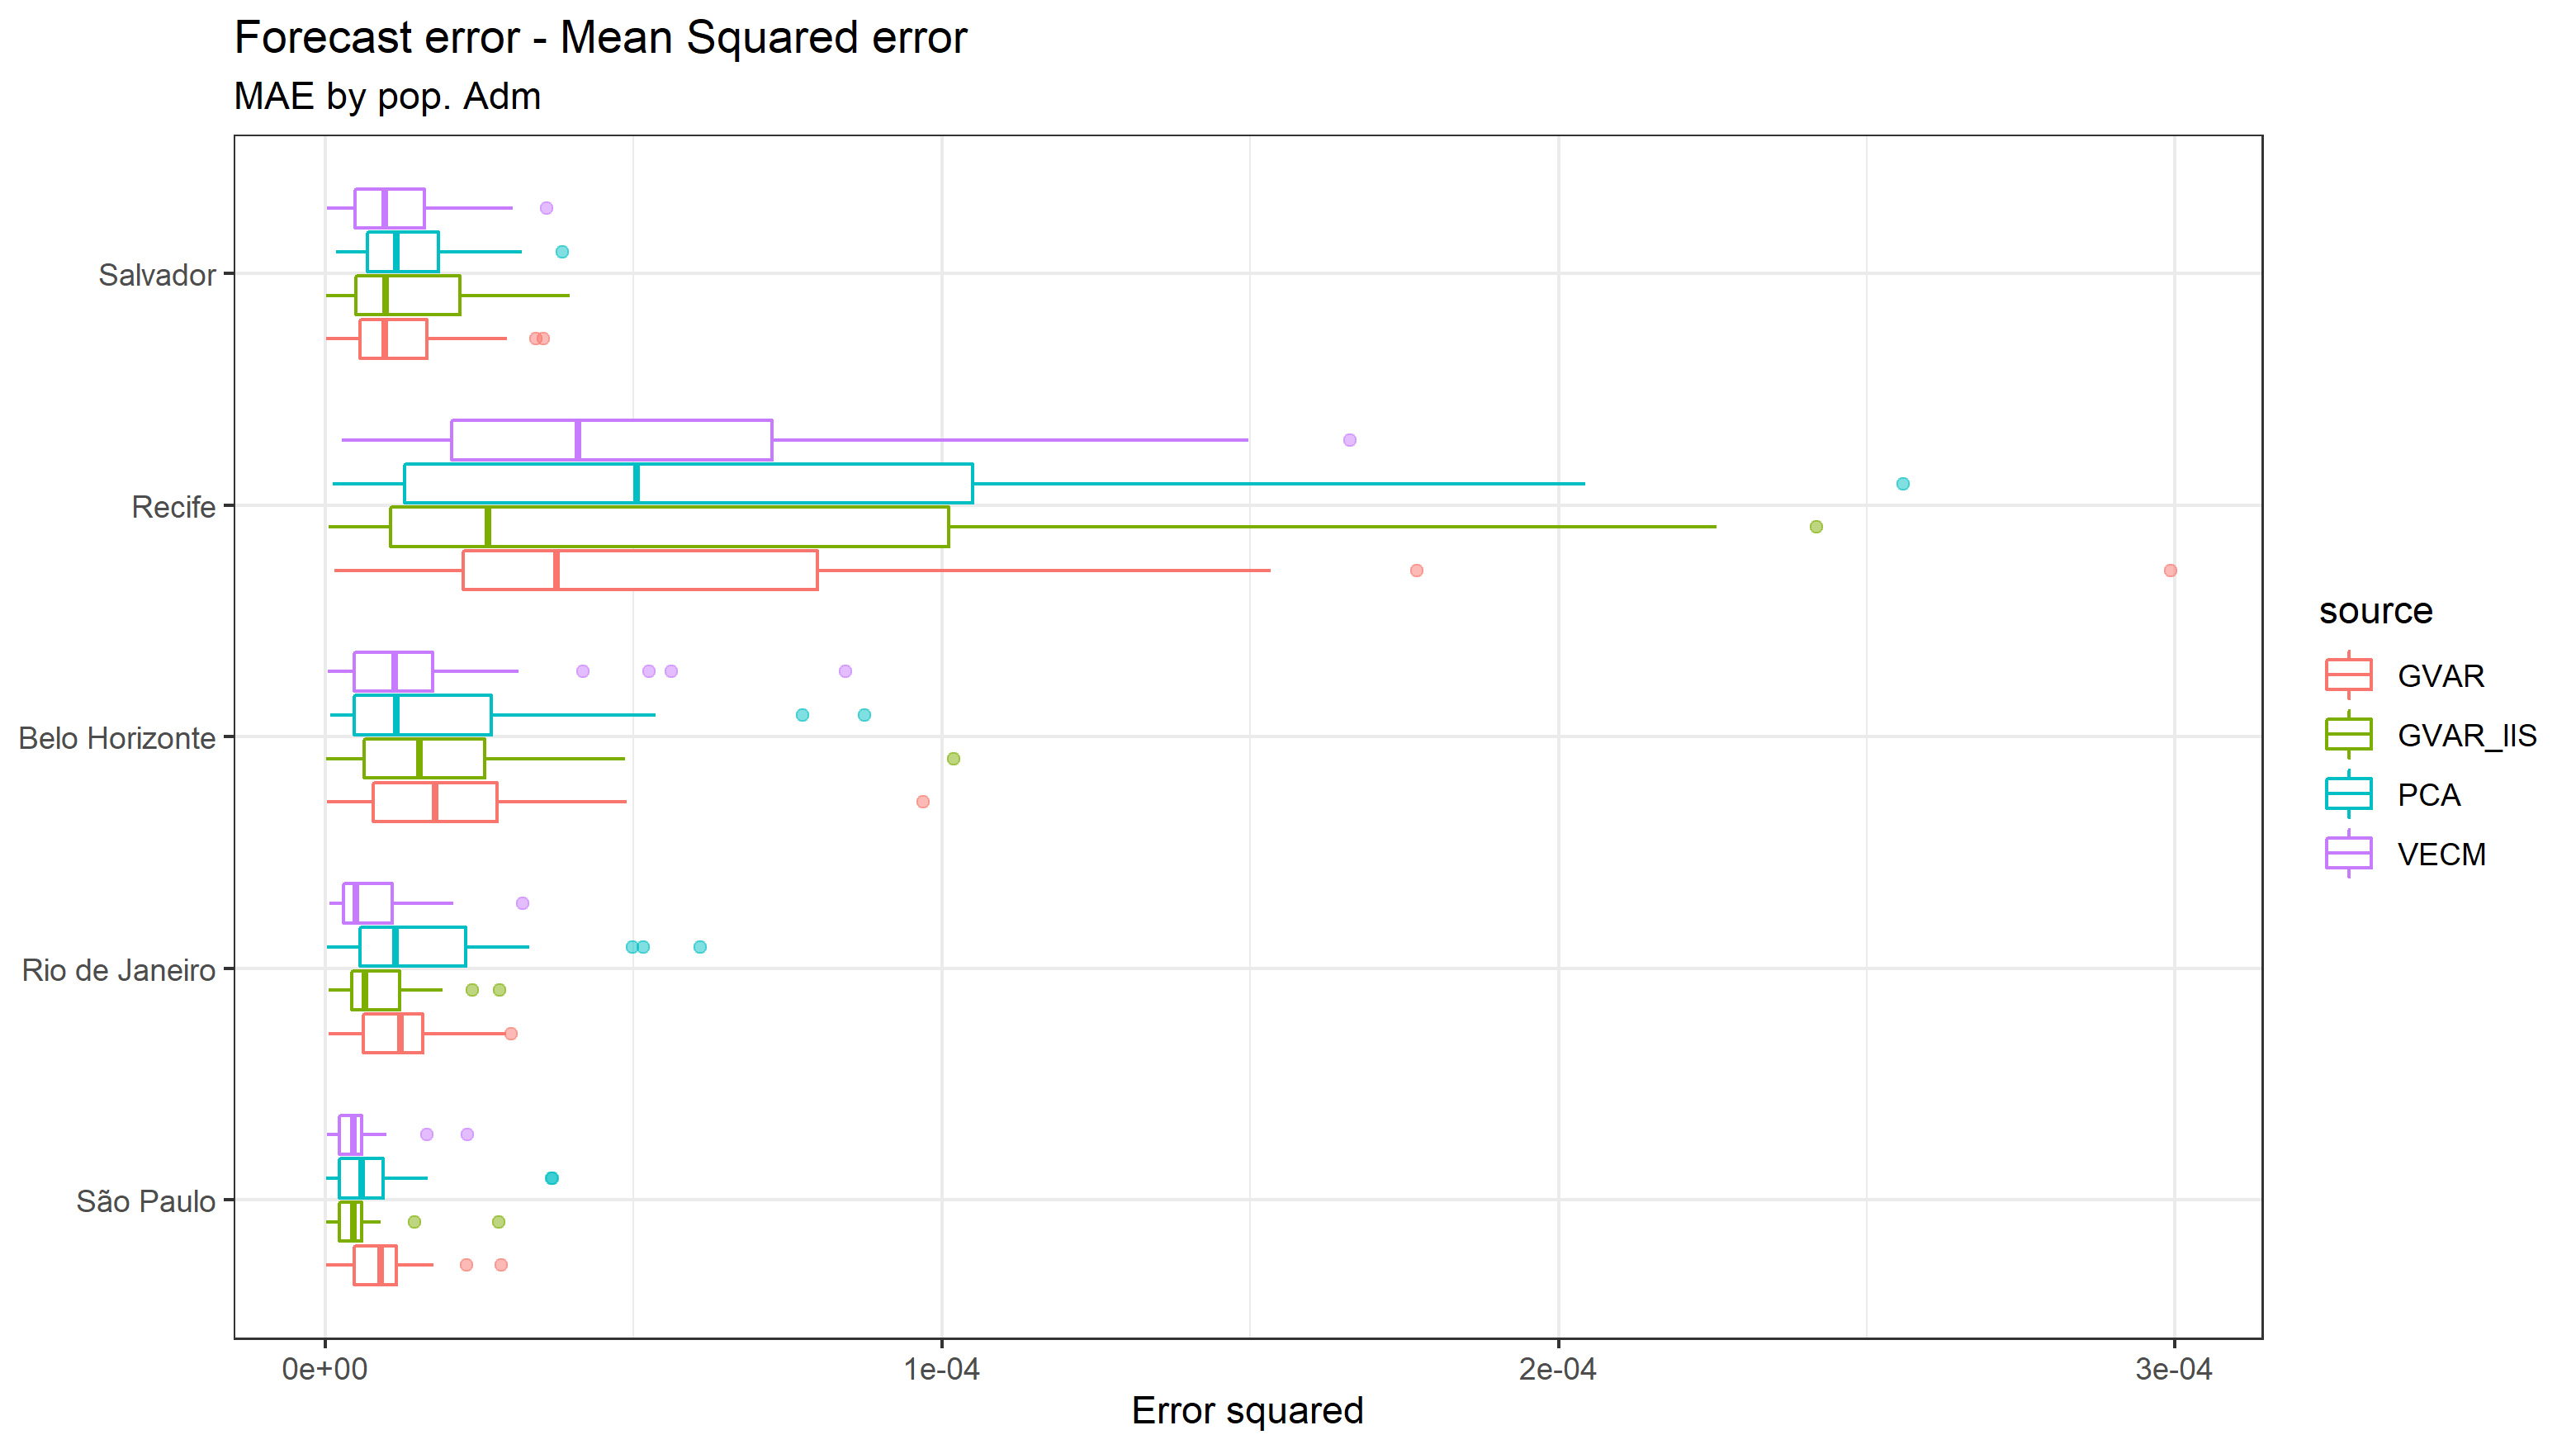 Forecast error - Mean Squared error
MAE by pop. Adm
Salvador
Recife
Belo Horizonte
Rio de Janeiro
São Paulo
0e+00
1e-04
2e-04
3e-04
Error squared
source
GVAR
GVAR_IIS
PCA
VECM